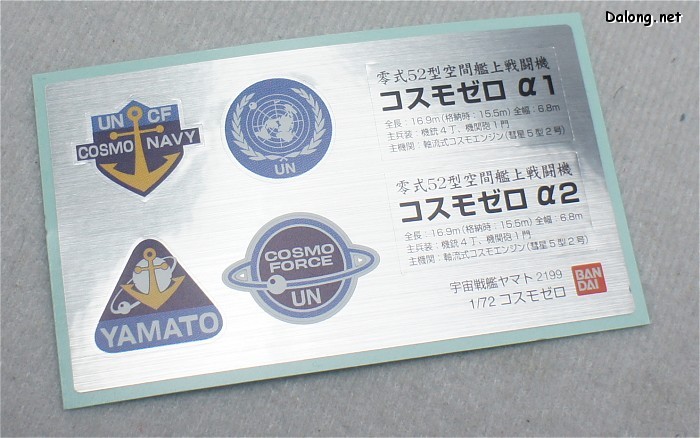 Dalong.net
UN CF
COSMO NAVY
UN
YAMATO
COSMO
FORCE
UN
零式52型空間艦上戦闘機
コスモゼロ α1
全長：16.9m(格納時：15.5m) 全幅：6.8m
主兵装：機銃4丁、機関砲1門
主機関：軸流式コスモエンジン(彗星5型2号)
零式52型空間艦上戦闘機
コスモゼロ α2
全長：16.9m(格納時：15.5m) 全幅：6.8m
主兵装：機銃4丁、機関砲1門
主機関：軸流式コスモエンジン(彗星5型2号)
宇宙戦艦ヤマト2199
1/72 コスモゼロ
BAN
DAI